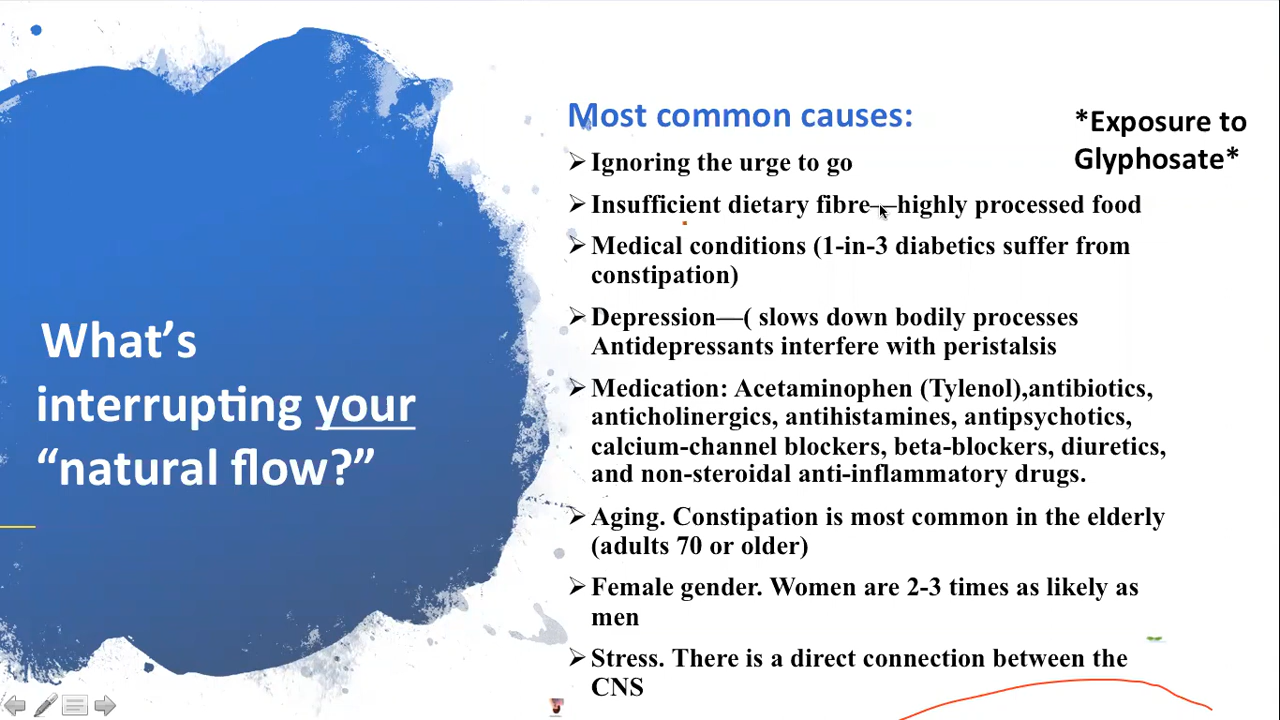 What’s
interrupting your
“natural flow?”
Most common causes:
*Exposure to
Glyphosate*
Ignoring the urge to go
Insufficient dietary fibre—highly processed food
Medical conditions (1-in-3 diabetics suffer from
constipation)
Depression—( slows down bodily processes
Antidepressants interfere with peristalsis
Medication: Acetaminophen (Tylenol),antibiotics,
anticholinergics, antihistamines, antipsychotics,
calcium-channel blockers, beta-blockers, diuretics,
and non-steroidal anti-inflammatory drugs.
Aging. Constipation is most common in the elderly
(adults 70 or older)
Female gender. Women are 2-3 times as likely as
men
Stress. There is a direct connection between the
CNS